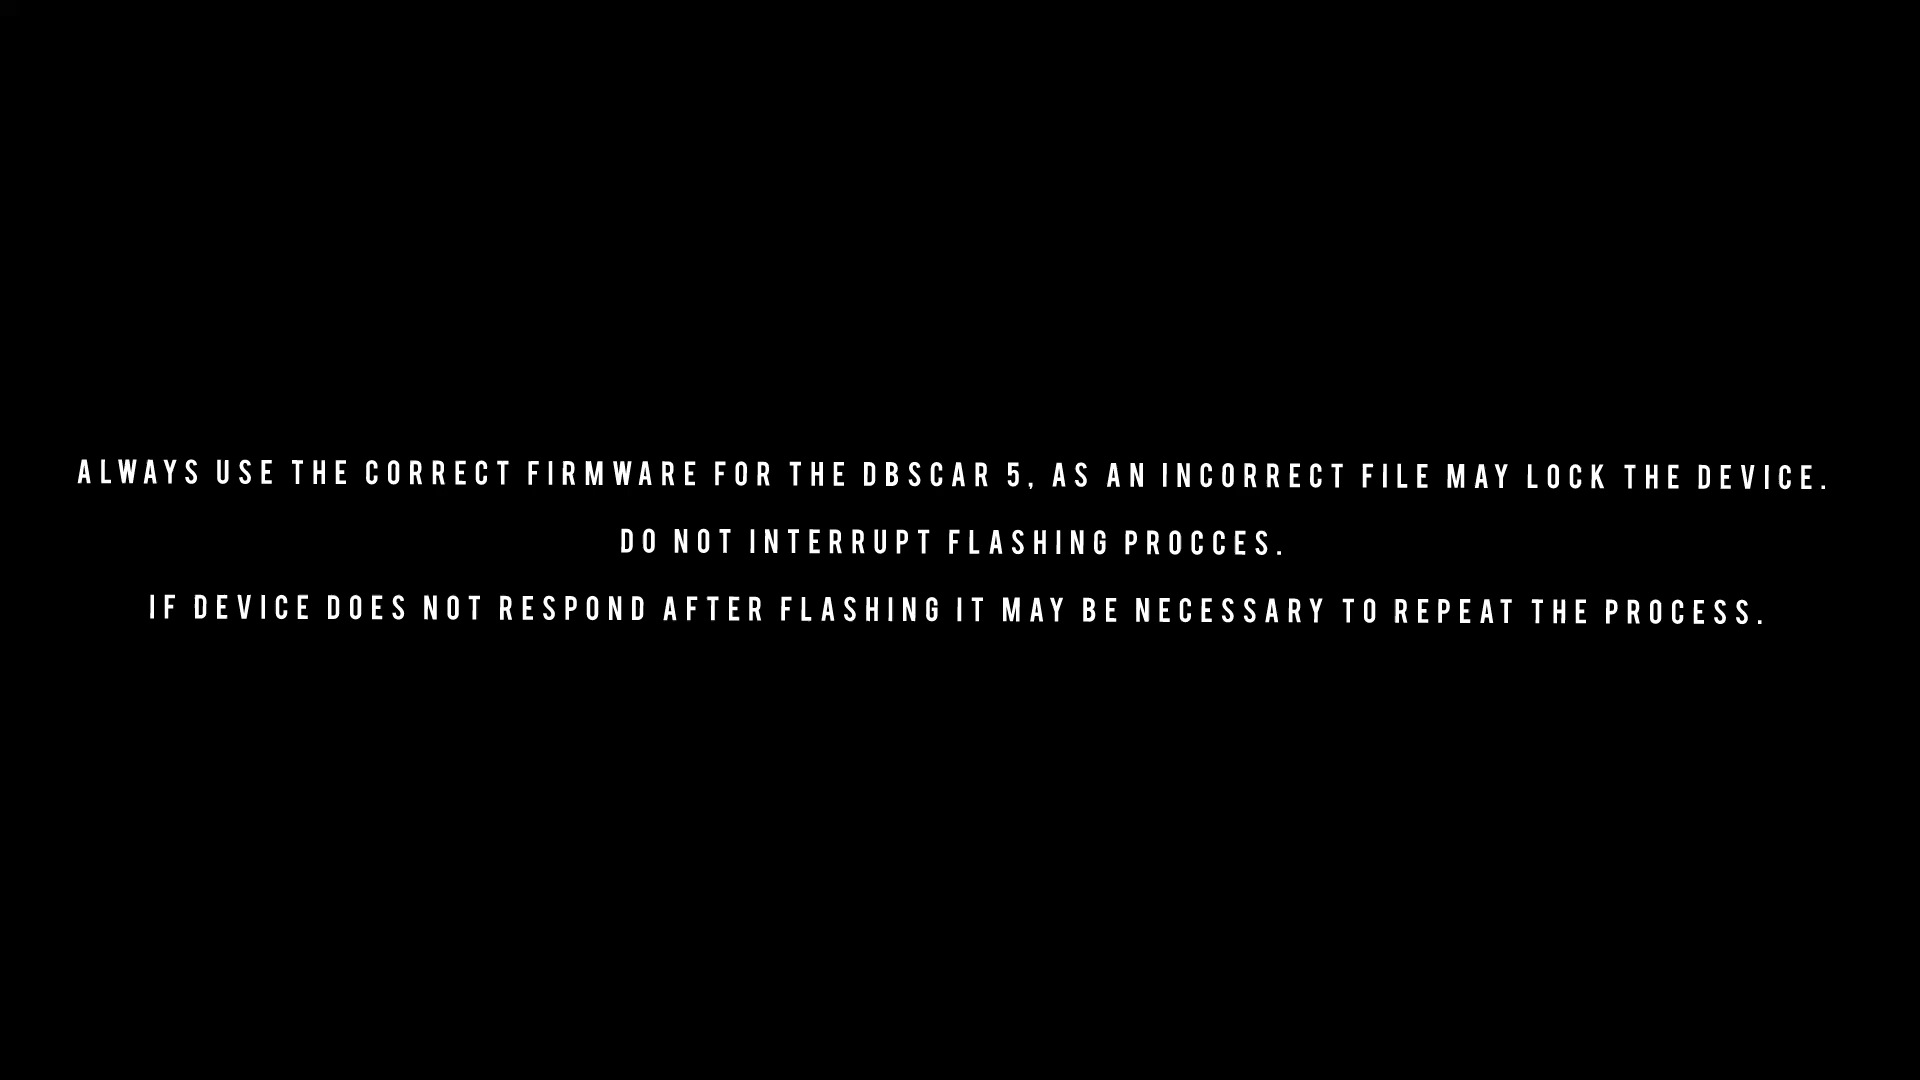 ALWAYS USE THE CORRECT FIRMWARE FOR THE DBSCAR 5, AS AN INCORRECT FILE MAY LOCK THE DEVICE.
DO NOT INTERRUPT FLASHING PROCCES.
IF DEVICE DOES NOT RESPOND AFTER FLASHING IT MAY BE NECESSARY TO REPEAT THE PROCESS.